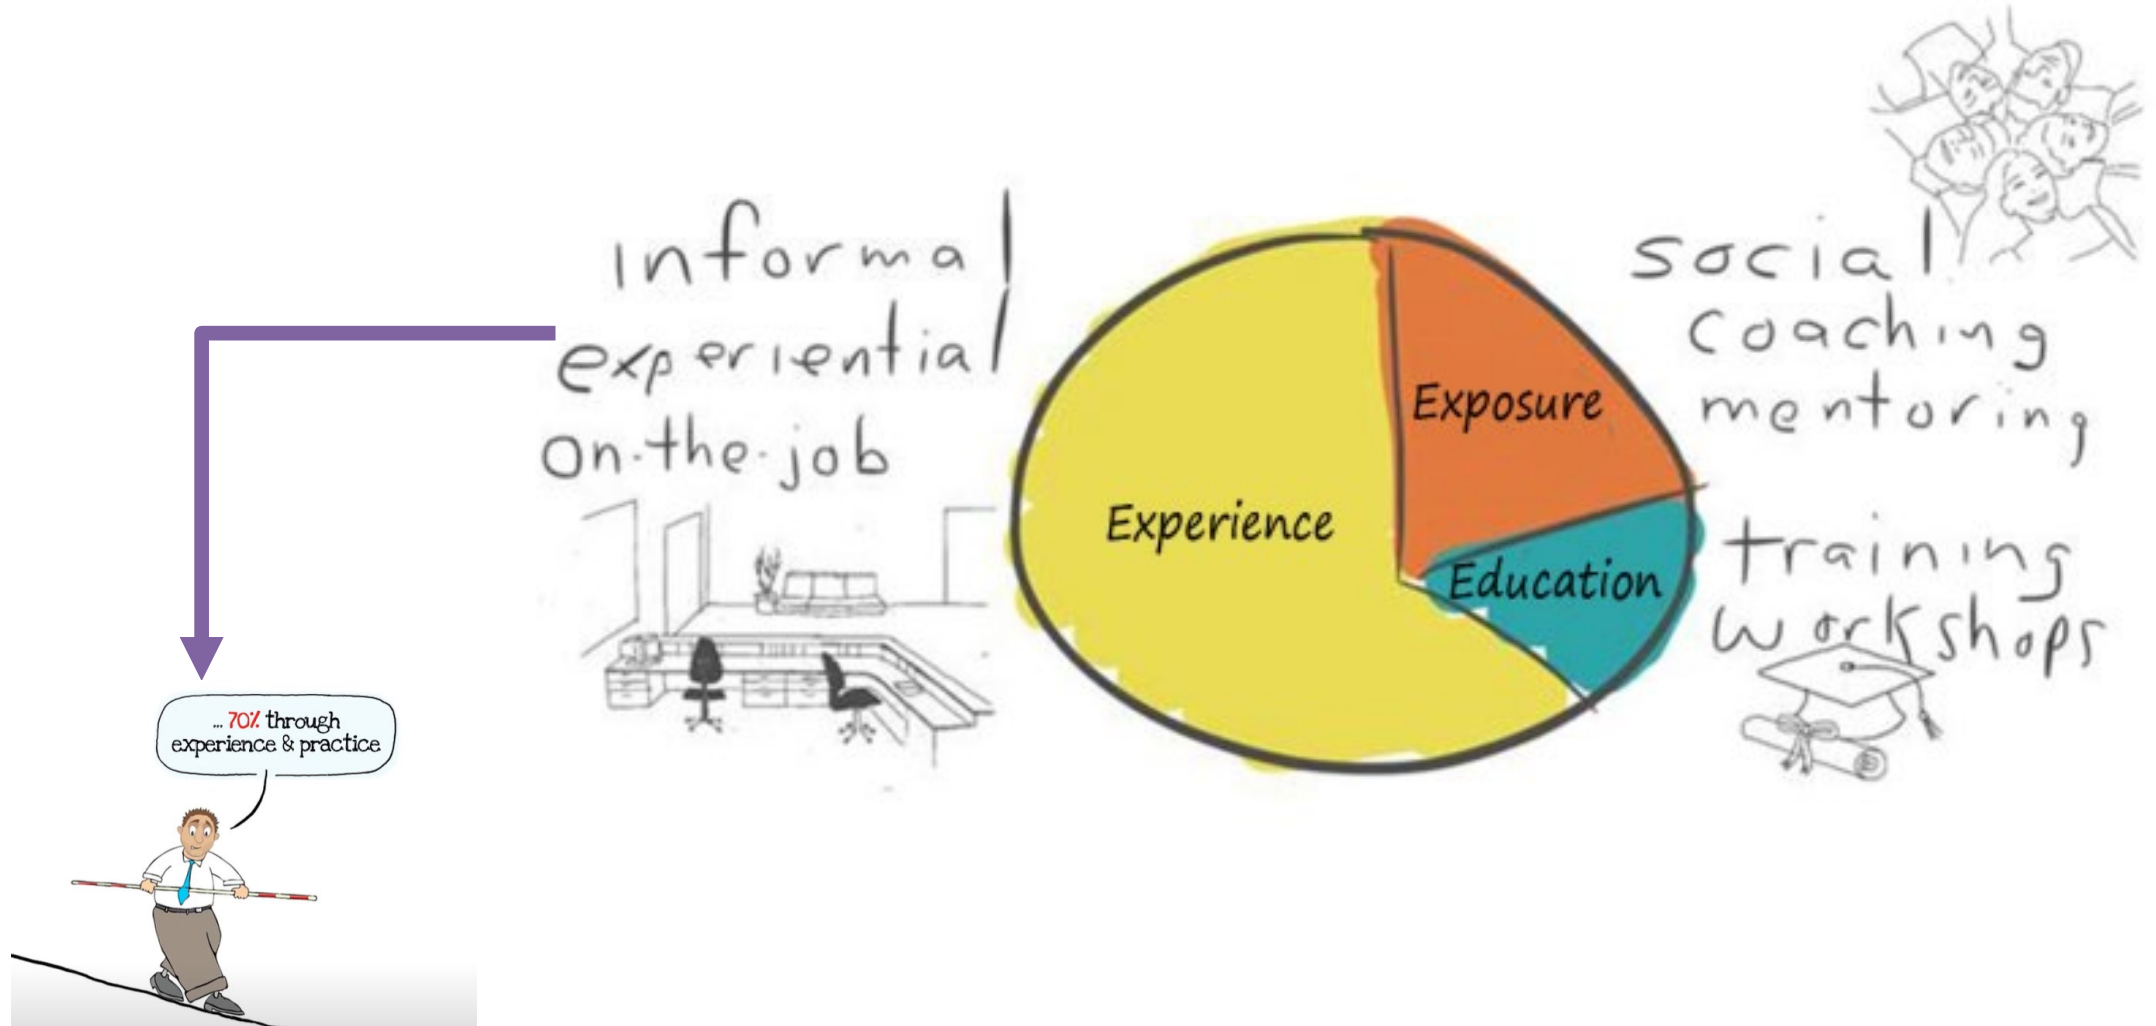 informal
experiential
on-the-job
Experience
Exposure
Education
social
coaching
mentoring
training
workshops
... 70% through
experience & practice